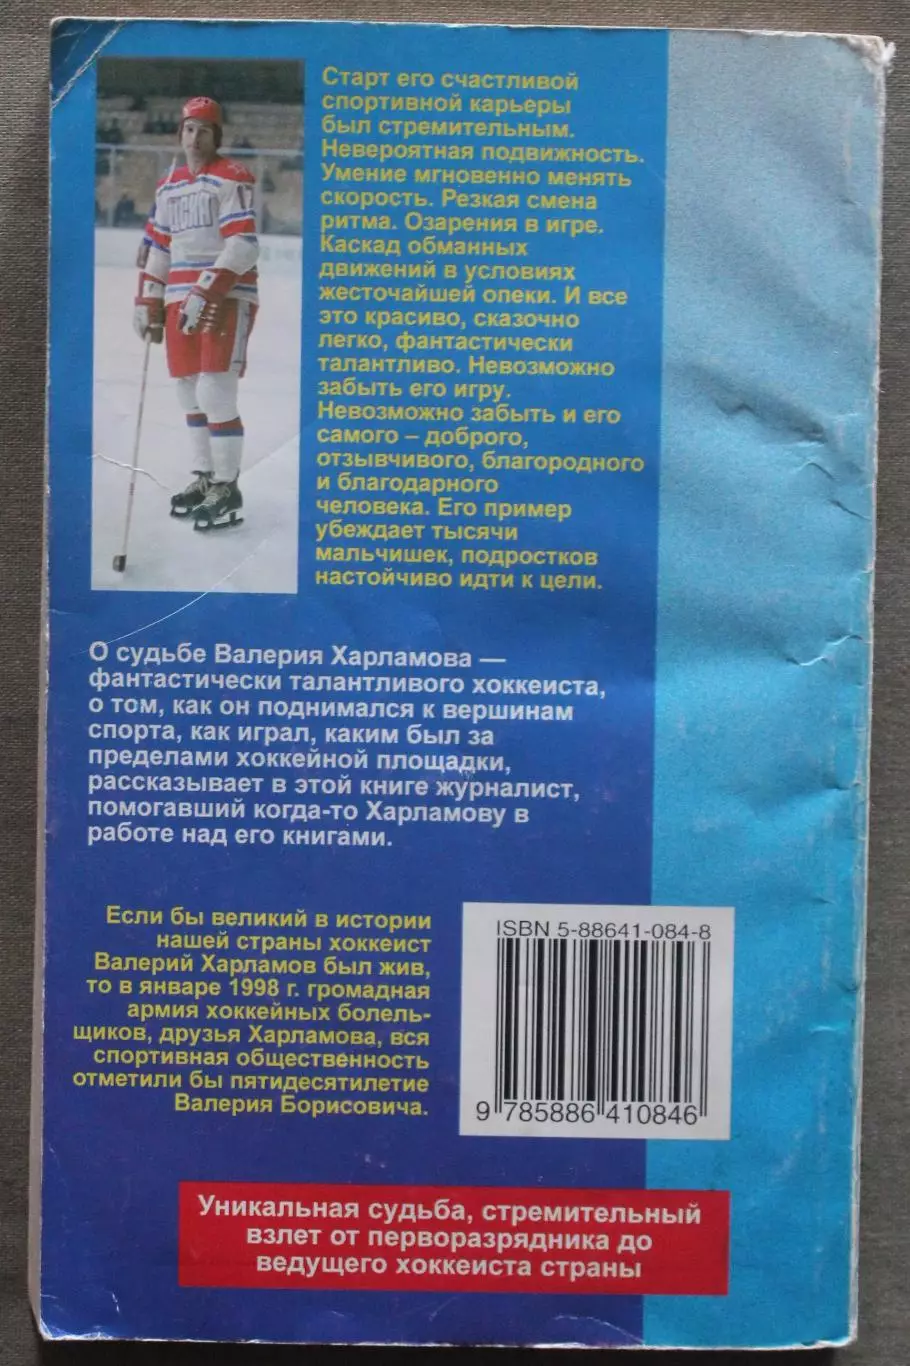 Старт его счастливой
спортивной карьеры
был стремительным.
Невероятная подвижность.
Умение мгновенно менять
скорость. Резкая смена
ритма. Озарения в игре.
Каскад обманных
движений в условиях
жесточайшей опеки. И все
это красиво, сказочно
легко, фантастически
талантливо. Невозможно
забыть его игру.
Невозможно забыть и его
самого – доброго,
отзывчивого, благородного
и благодарного
человека. Его пример
убеждает тысячи
мальчишек, подростков
настойчиво идти к цели.
О судьбе Валерия Харламова —
фантастически талантливого хоккеиста,
о том, как он поднимался к вершинам
спорта, как играл, каким был за
пределами хоккейной площадки,
рассказывает в этой книге журналист,
помогавший когда-то Харламову в
работе над его книгами.
Если бы великий в истории
нашей страны хоккеист
Валерий Харламов был жив,
то в январе 1998 г. громадная
армия хоккейных болель-
щиков, друзья Харламова, вся
спортивная общественность
отметили бы пятидесятилетие
Валерия Борисовича.
ISBN 5-88641-084-8
9 785886 410846
Уникальная судьба, стремительный
взлет от перворазрядника до
ведущего хоккеиста страны